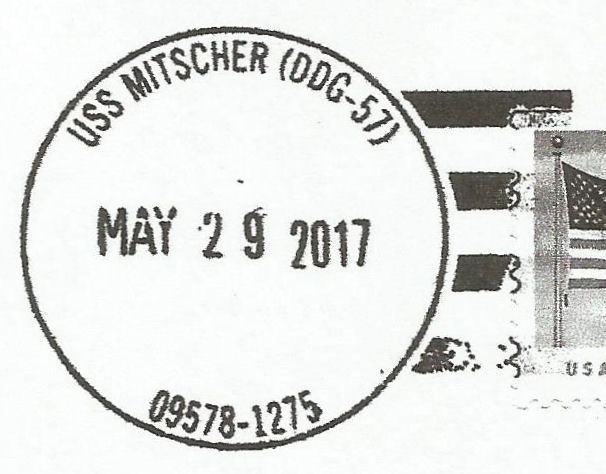 USS MITSCHER (DDG-57)
MAY 29 2017
09578-1275
USA